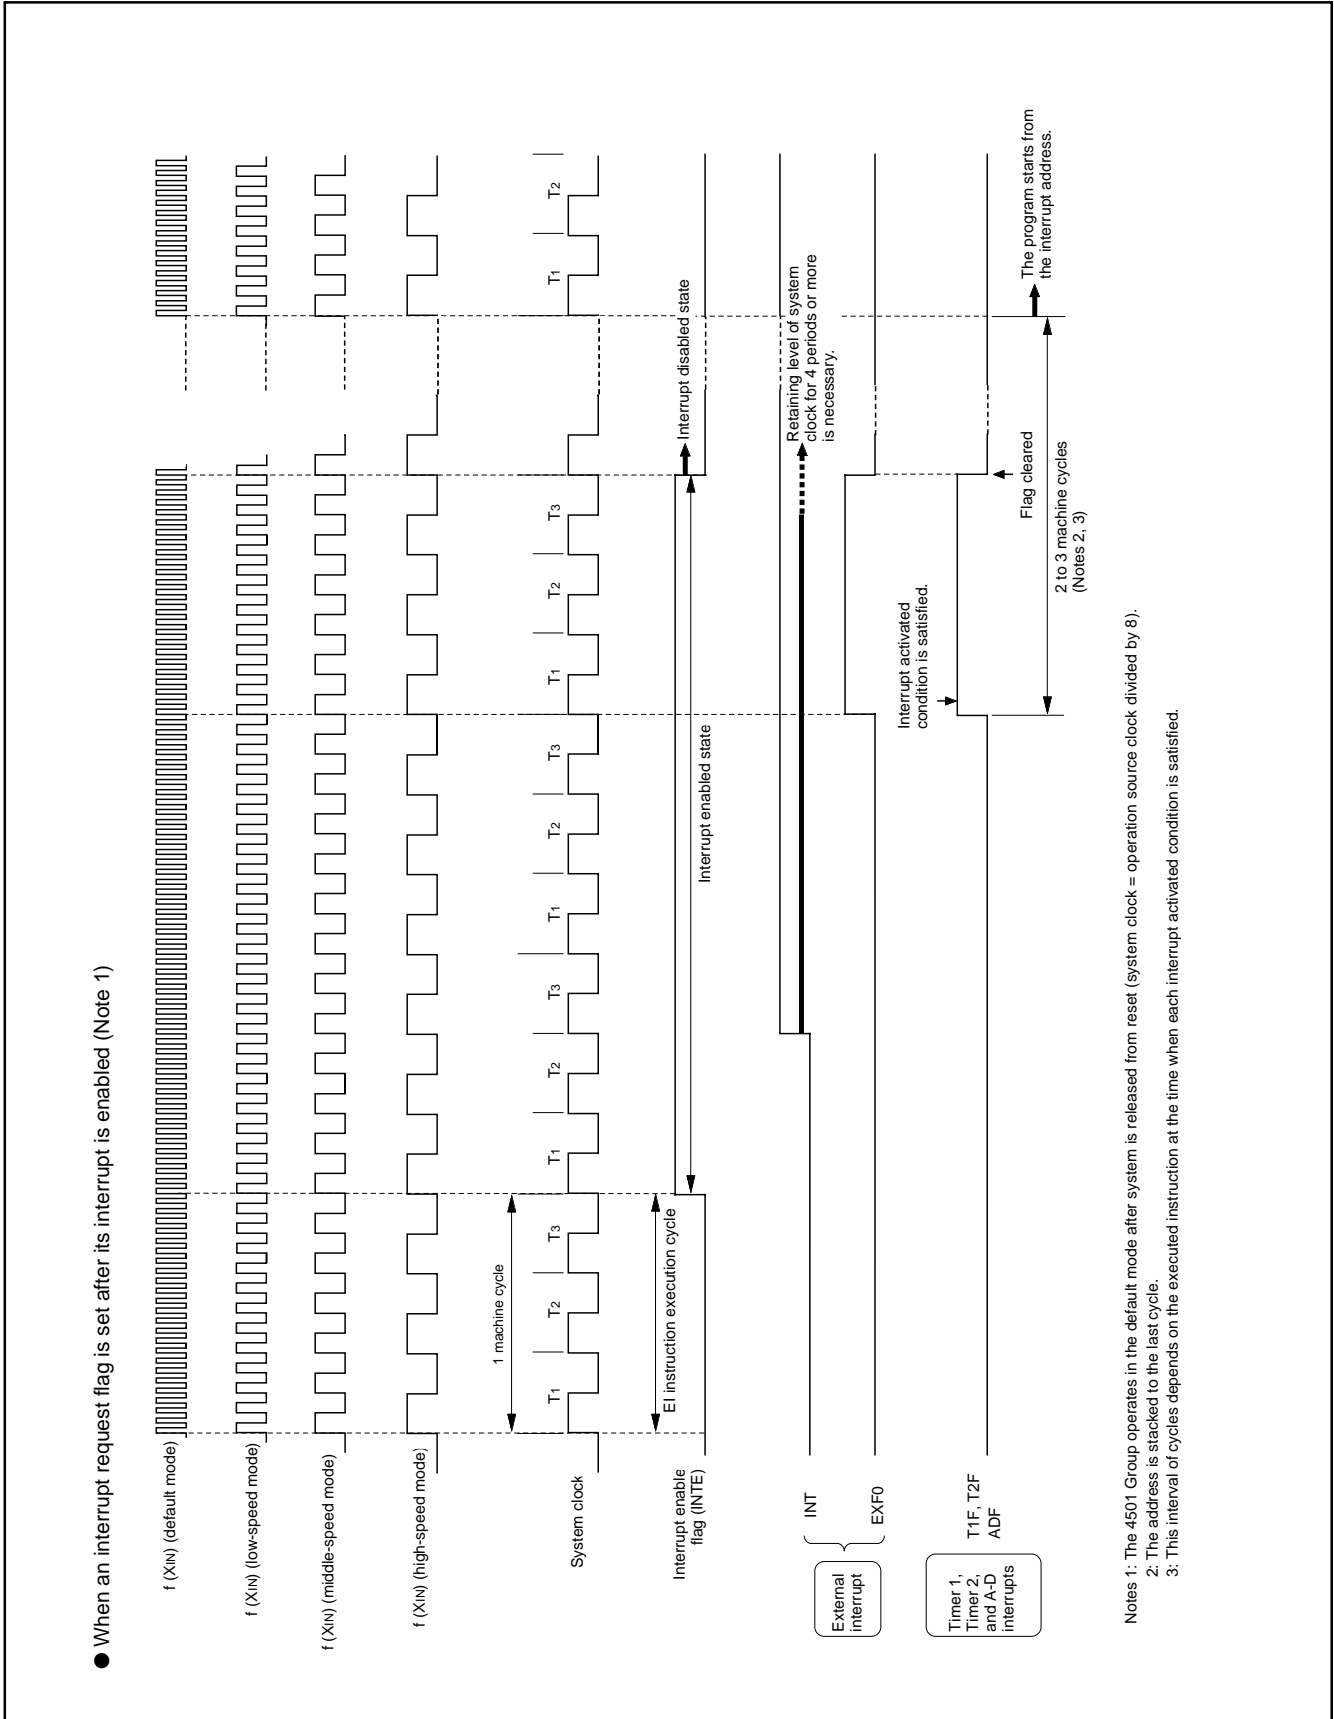 ● When an interrupt request flag is set after its interrupt is enabled (Note 1)
f (XIN) (default mode)
f (XIN) (low-speed mode)
f (XIN) (middle-speed mode)
f (XIN) (high-speed mode)
1 machine cycle
T1 T2 T3 T1 T2 T3 T1 T2 T3 T1 T2 T3 T1 T2
System clock
EI instruction execution cycle
Interrupt enable
flag (INTE)
Interrupt enabled state
Interrupt disabled state
External
interrupt
INT
Retaining level of system
clock for 4 periods or more
is necessary.
EXF0
Timer 1,
Timer 2,
and A-D
interrupts
T1F, T2F
ADF
Interrupt activated
condition is satisfied.
Flag cleared
2 to 3 machine cycles
(Notes 2, 3)
The program starts from
the interrupt address.
Notes 1: The 4501 Group operates in the default mode after system is released from reset (system clock = operation source clock divided by 8).
2: The address is stacked to the last cycle.
3: This interval of cycles depends on the executed instruction at the time when each interrupt activated condition is satisfied.